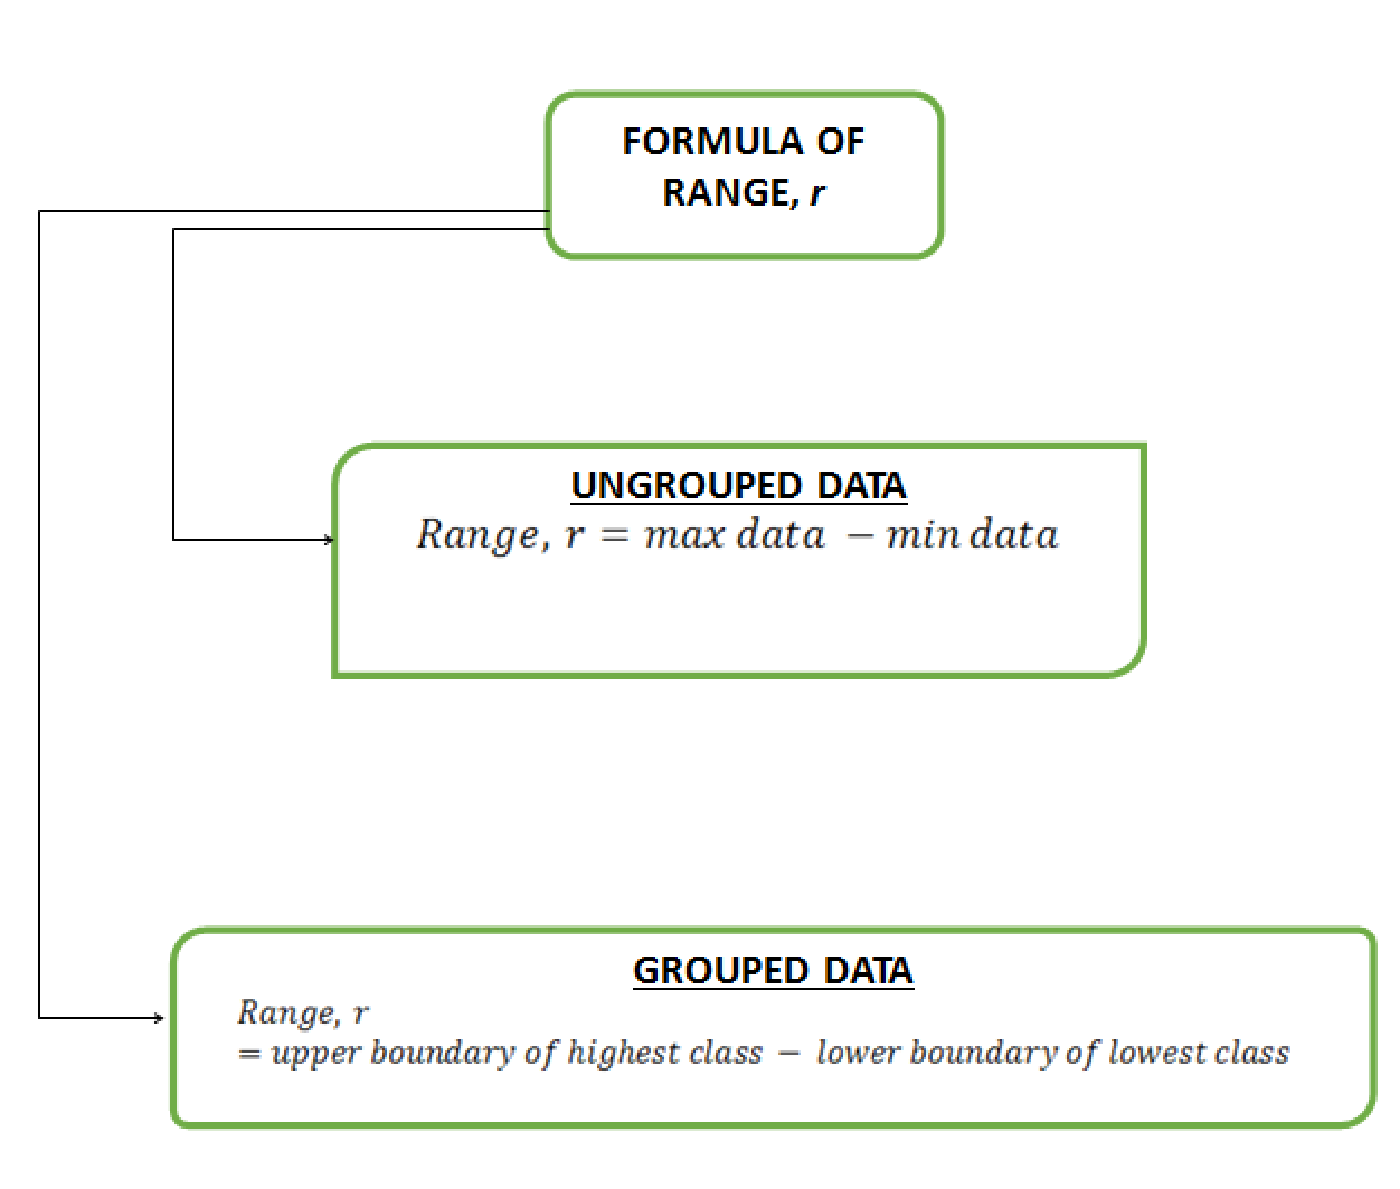 FORMULA OF
RANGE, r
UNGROUPED DATA
Range, r = max data − min data
GROUPED DATA
Range, r
= upper boundary of highest class − lower boundary of lowest class